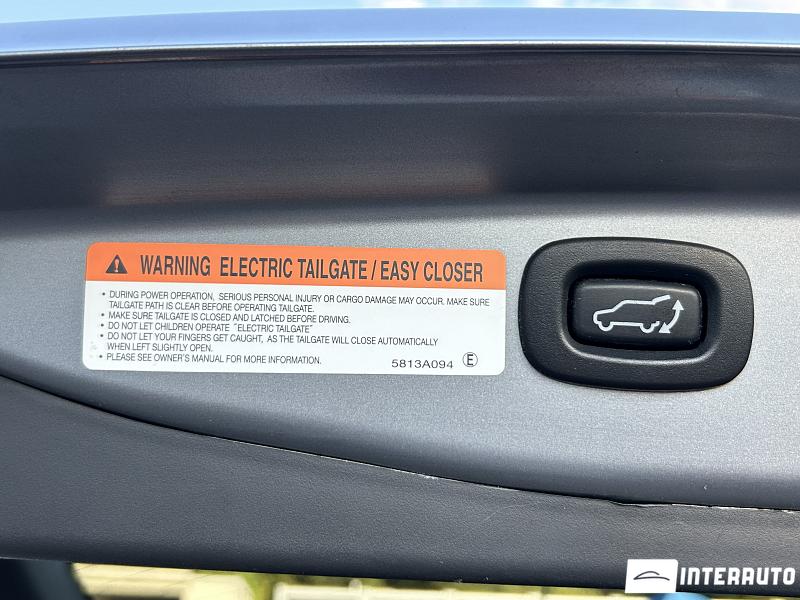 WARNING ELECTRIC TAILGATE / EASY CLOSER
• DURING POWER OPERATION, SERIOUS PERSONAL INJURY OR CARGO DAMAGE MAY OCCUR. MAKE SURE
TAILGATE PATH IS CLEAR BEFORE OPERATING TAILGATE.
• MAKE SURE TAILGATE IS CLOSED AND LATCHED BEFORE DRIVING.
• DO NOT LET CHILDREN OPERATE "ELECTRIC TAILGATE"
• DO NOT LET YOUR FINGERS GET CAUGHT, AS THE TAILGATE WILL CLOSE AUTOMATICALLY
WHEN LEFT SLIGHTLY OPEN.
• PLEASE SEE OWNER'S MANUAL FOR MORE INFORMATION.
5813A094 Ⓔ
INTERAUTO